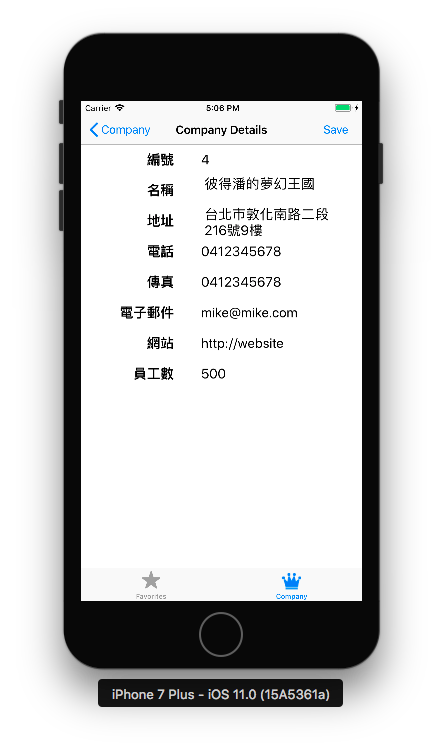 Carrier 5:06 PM
Company Company Details Save
編號 4
名稱 彼得潘的夢幻王國
地址 台北市敦化南路二段
216號9樓
電話 0412345678
傳真 0412345678
電子郵件 mike@mike.com
網站 http://website
員工數 500
Favorites Company
iPhone 7 Plus - iOS 11.0 (15A5361a)